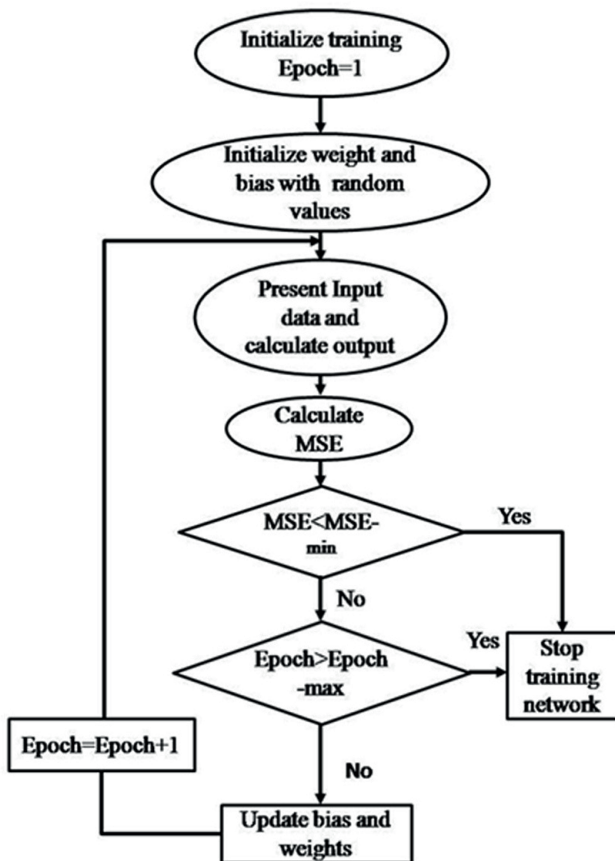 Initialize training
Epoch=1
Initialize weight and
bias with random
values
Present Input
data and
calculate output
Calculate
MSE
MSE<MSE-
min
Yes
No
Epoch>Epoch
-max
Yes
Stop
training
network
No
Epoch=Epoch+1
Update bias and
weights